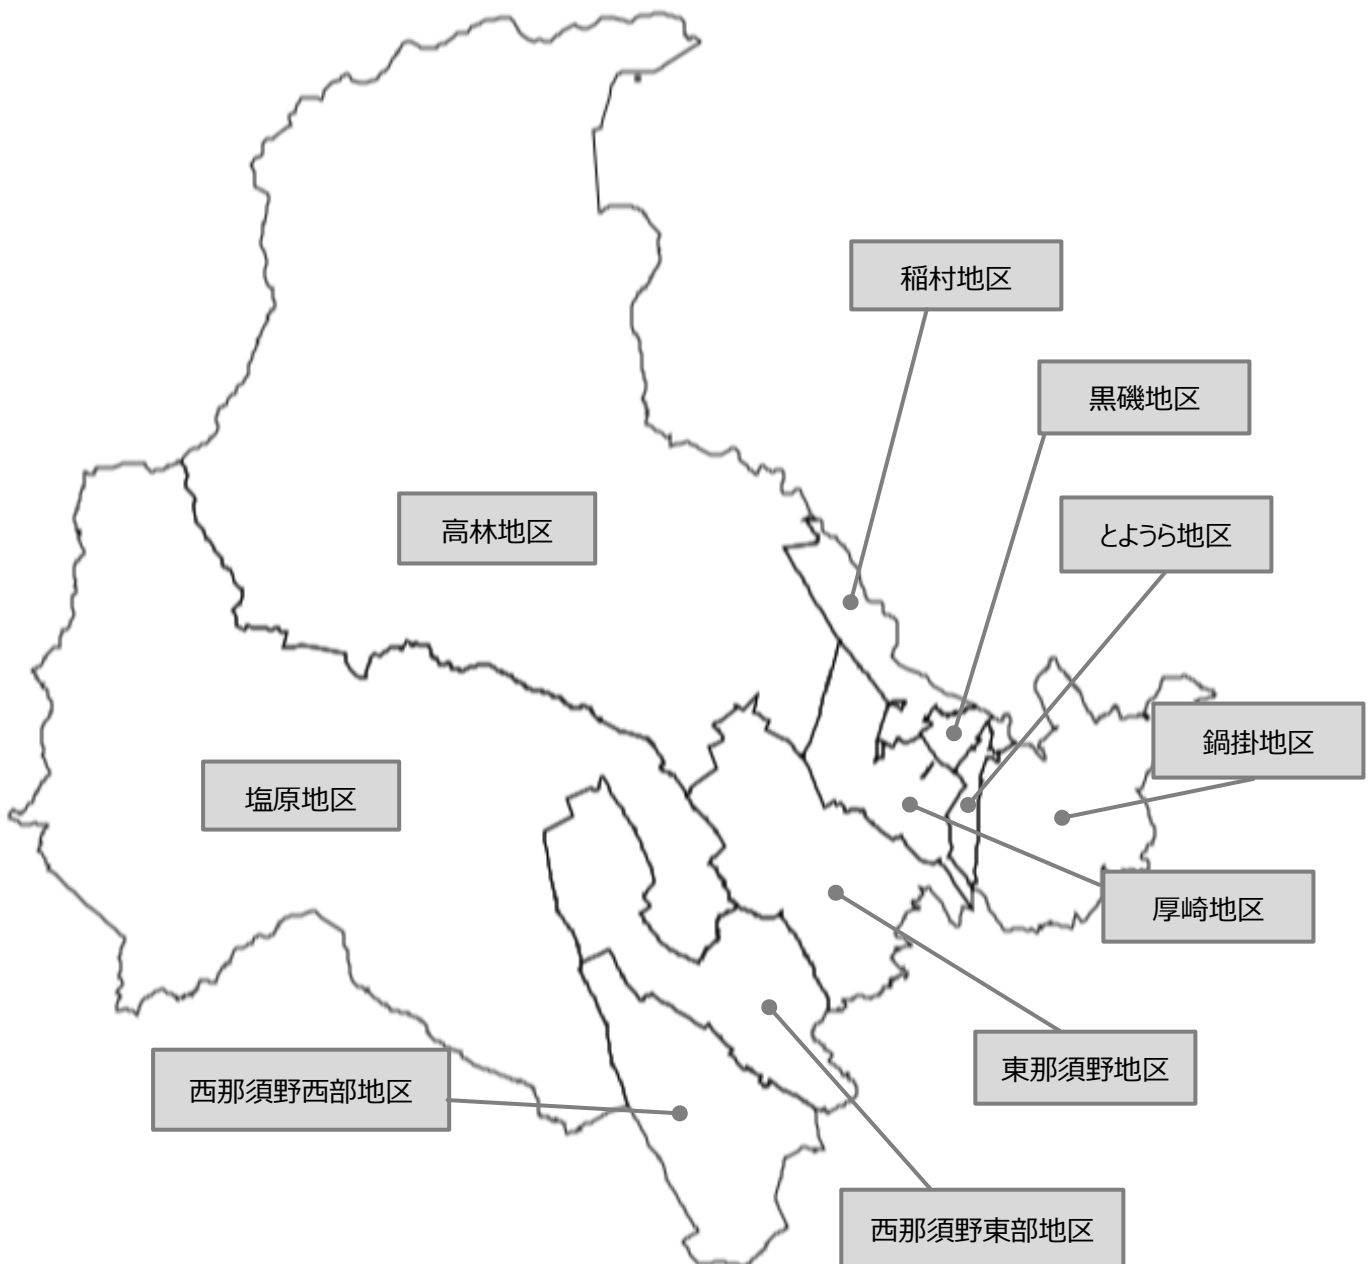 稲村地区
黒磯地区
高林地区
とようら地区
鍋掛地区
塩原地区
厚崎地区
東那須野地区
西那須野西部地区
西那須野東部地区